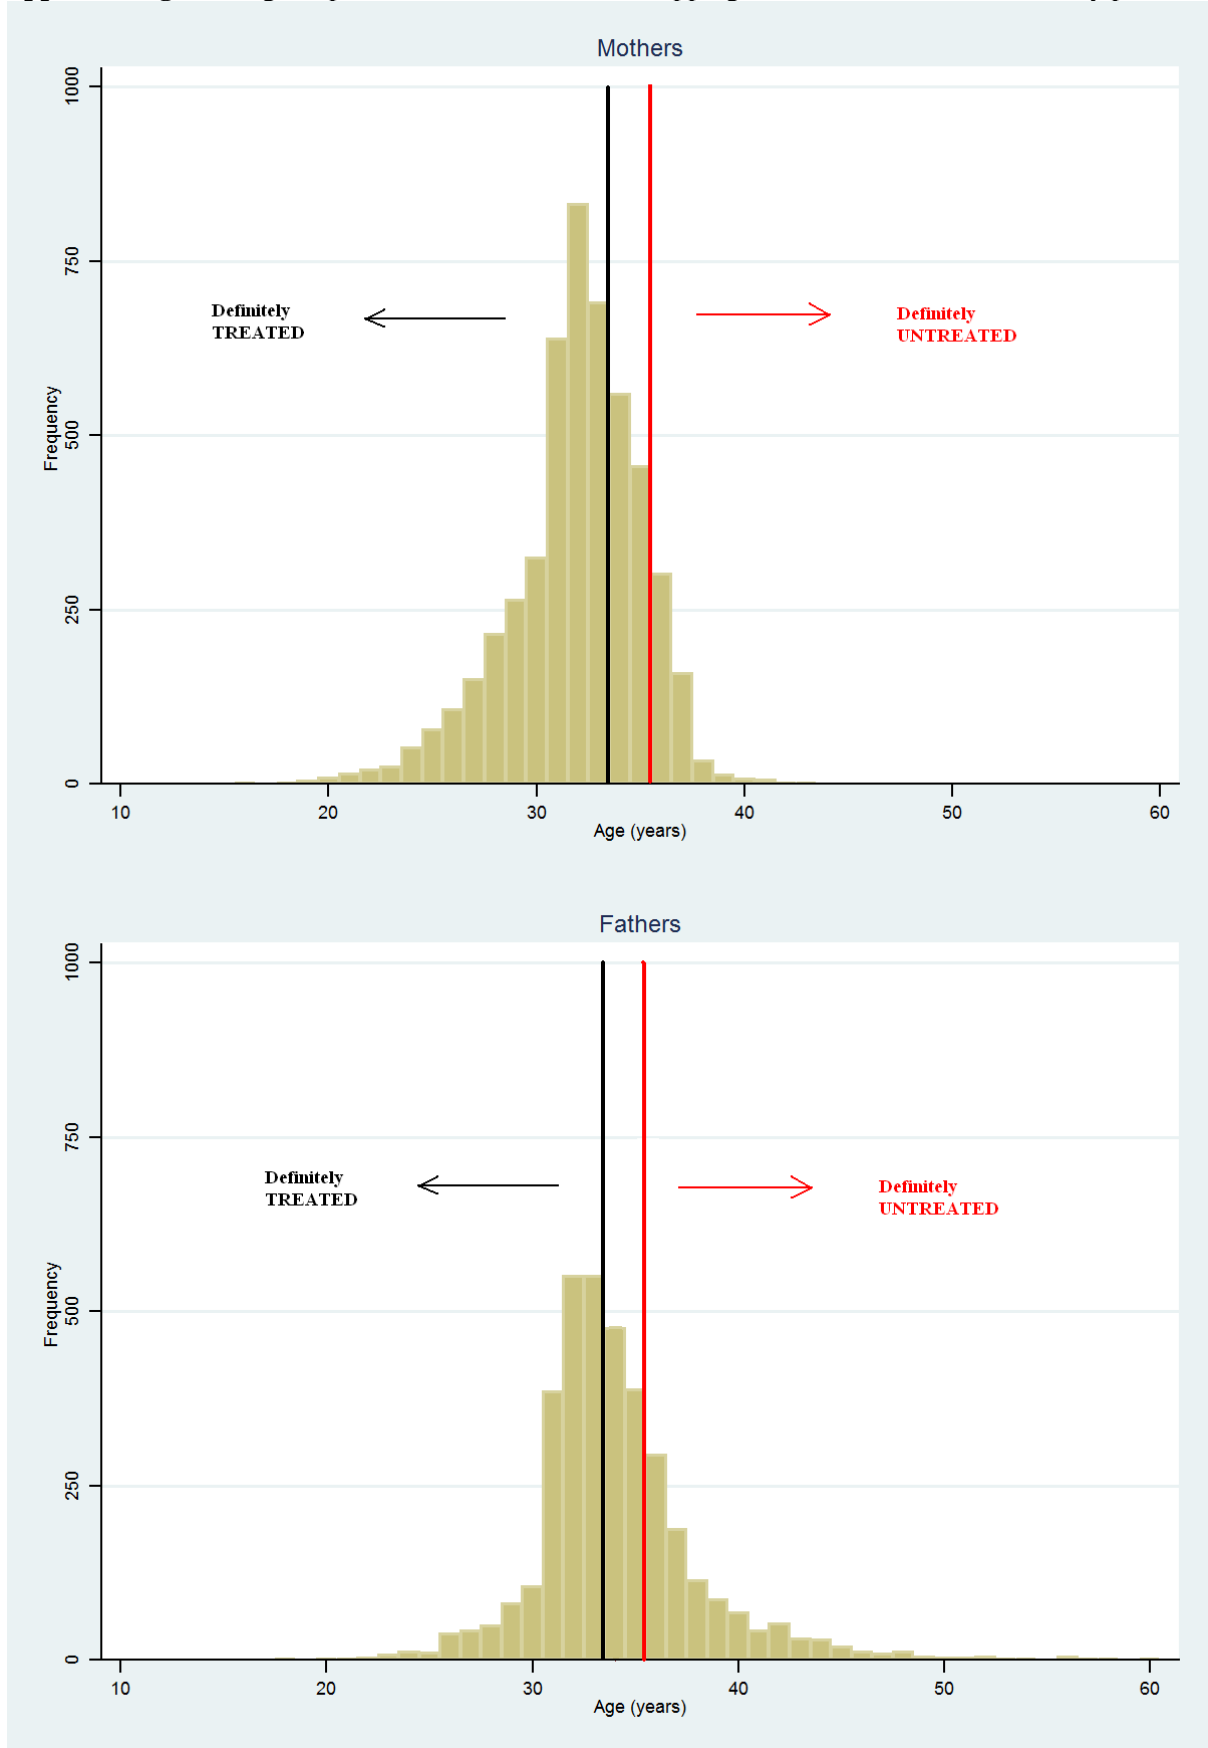 Mothers
1000
750
500
250
0
Frequency
Definitely
TREATED
Definitely
UNTREATED
10 20 30 40 50 60
Age (years)
Fathers
1000
750
500
250
0
Frequency
Definitely
TREATED
Definitely
UNTREATED
10 20 30 40 50 60
Age (years)